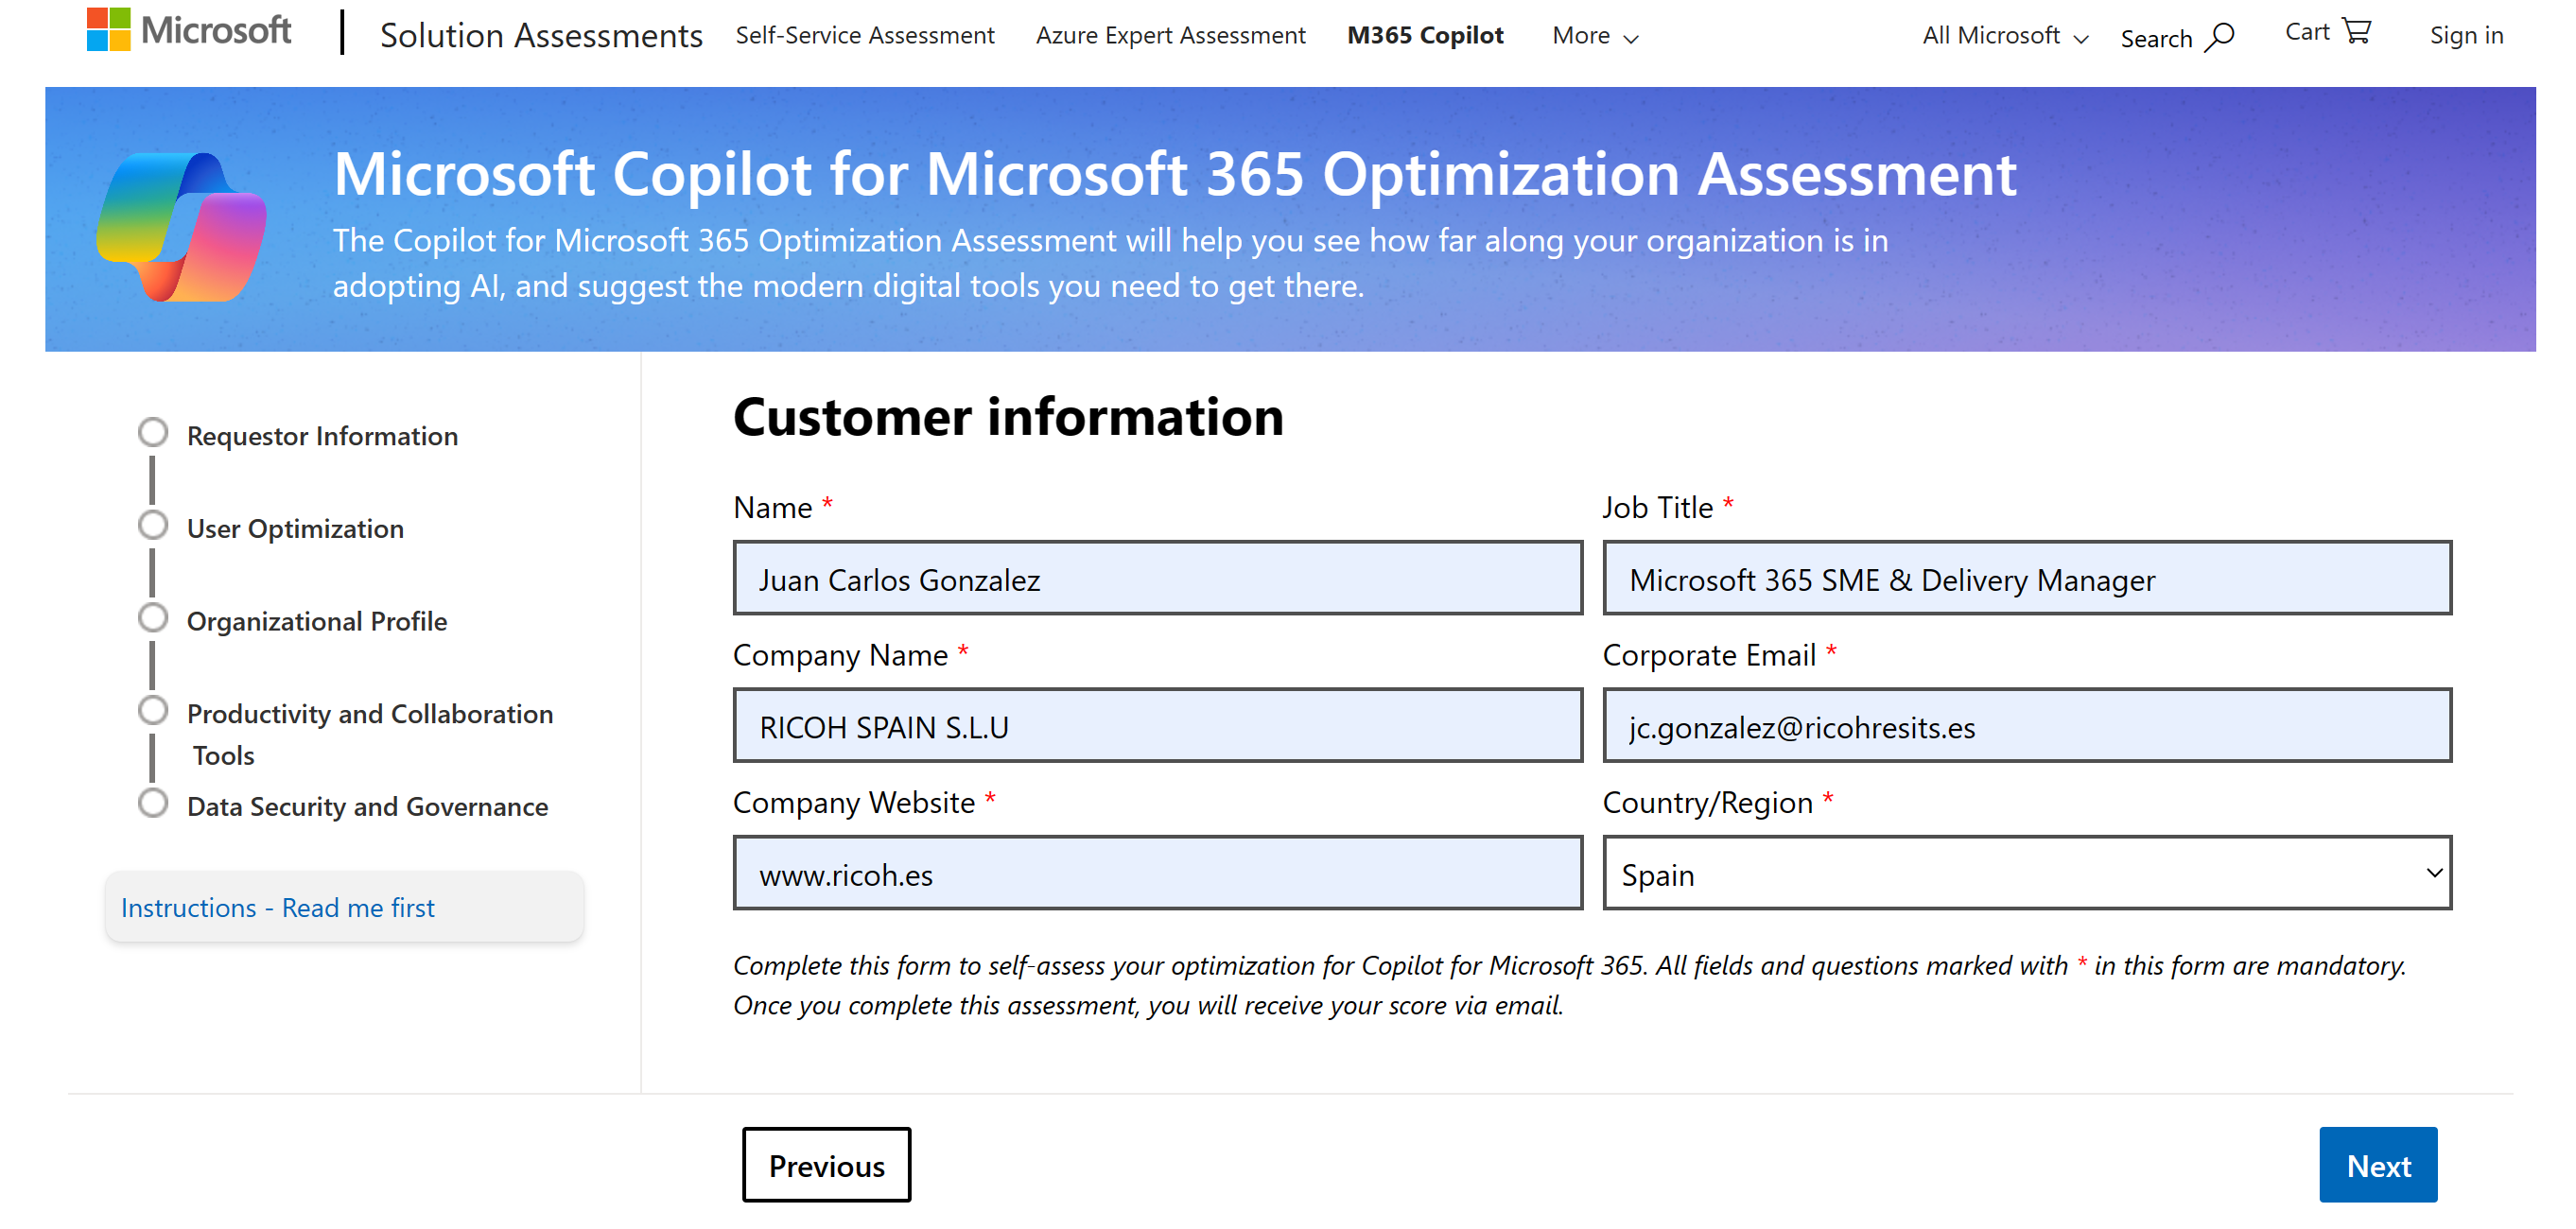 Microsoft
Solution Assessments
Self-Service Assessment
Azure Expert Assessment
M365 Copilot
More
All Microsoft
Search
Cart
Sign in
Microsoft Copilot for Microsoft 365 Optimization Assessment
The Copilot for Microsoft 365 Optimization Assessment will help you see how far along your organization is in
adopting AI, and suggest the modern digital tools you need to get there.
Requestor Information
User Optimization
Organizational Profile
Productivity and Collaboration
Tools
Data Security and Governance
Instructions - Read me first
Customer information
Name *
Juan Carlos Gonzalez
Job Title *
Microsoft 365 SME & Delivery Manager
Company Name *
RICOH SPAIN S.L.U
Corporate Email *
jc.gonzalez@ricohresits.es
Company Website *
www.ricoh.es
Country/Region *
Spain
Complete this form to self-assess your optimization for Copilot for Microsoft 365. All fields and questions marked with * in this form are mandatory.
Once you complete this assessment, you will receive your score via email.
Previous
Next